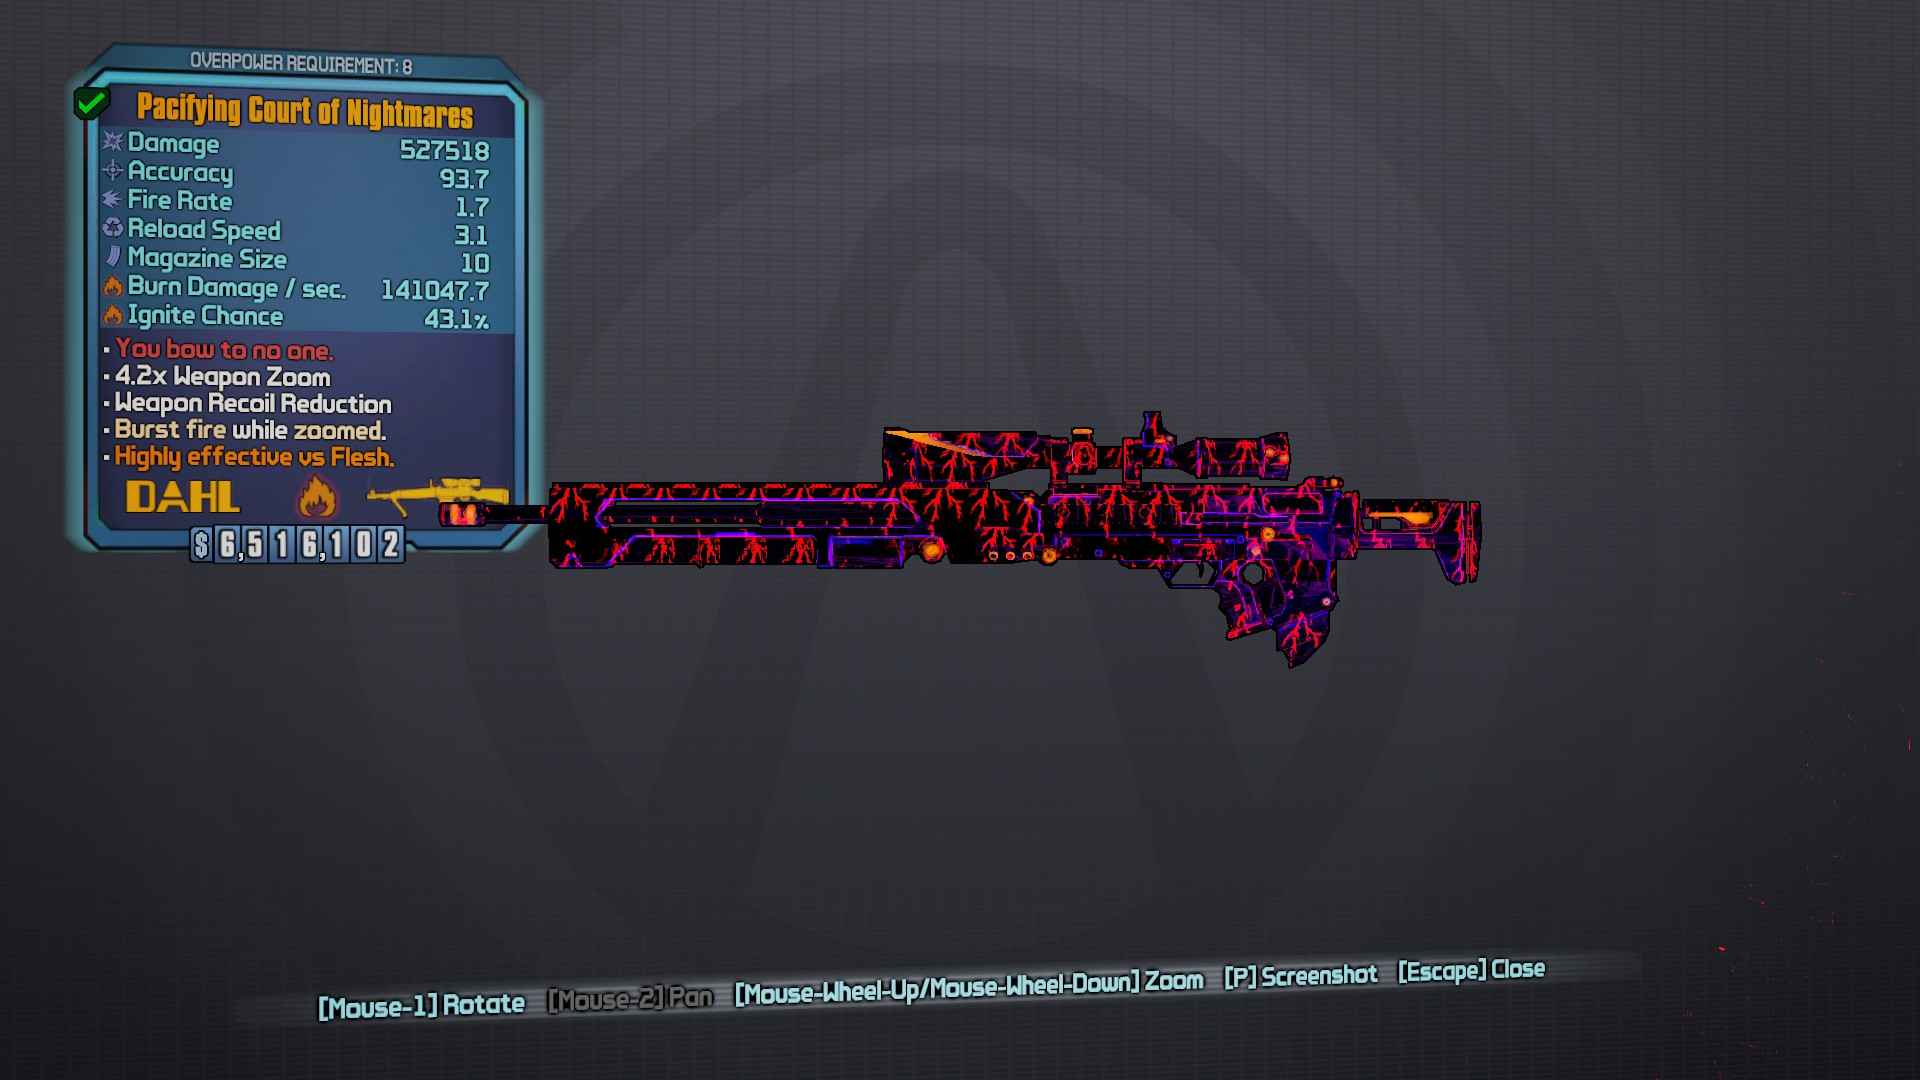 OVERPOWER REQUIREMENT: 8
Pacifying Court of Nightmares
Damage 527518
Accuracy 93.7
Fire Rate 1.7
Reload Speed 3.1
Magazine Size 10
Burn Damage / sec. 141047.7
Ignite Chance 43.1%
• You bow to no one.
• 4.2x Weapon Zoom
• Weapon Recoil Reduction
• Burst fire while zoomed.
• Highly effective vs Flesh.
DAHL
$6,516,102
[Mouse-1] Rotate [Mouse-2] Pan [Mouse-Wheel-Up/Mouse-Wheel-Down] Zoom [P] Screenshot [Escape] Close